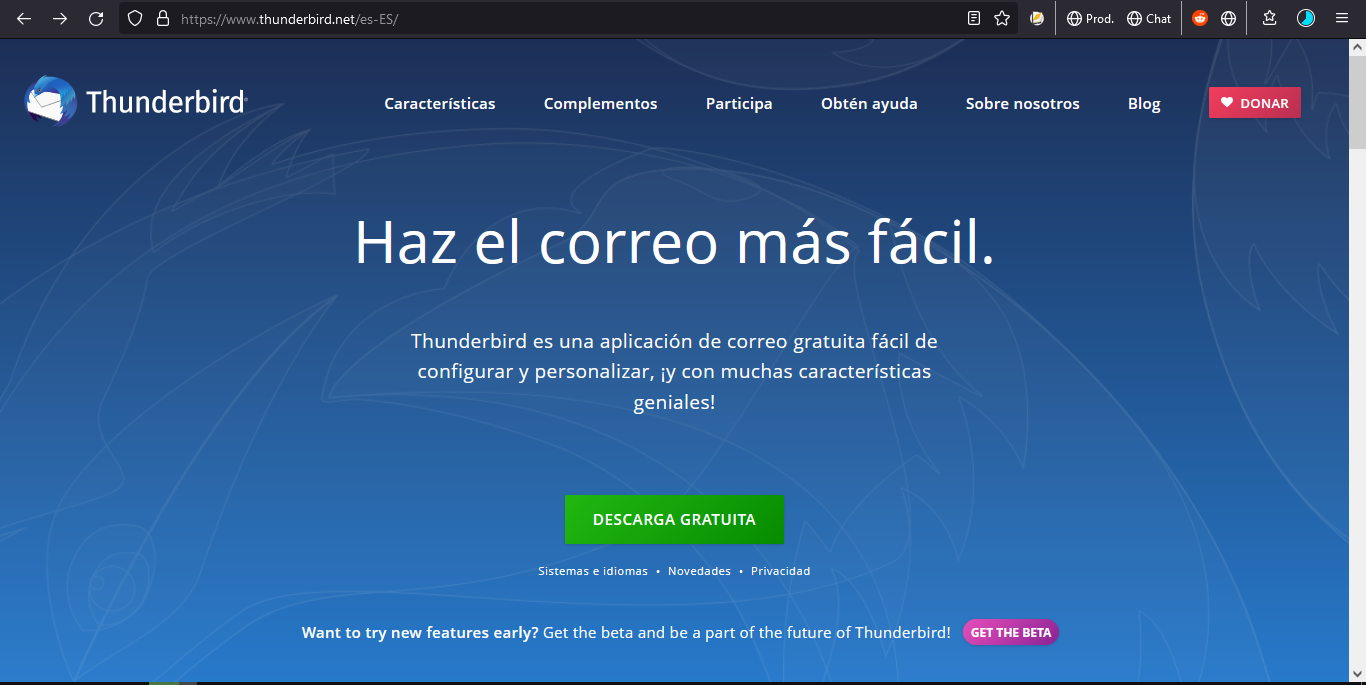 https://www.thunderbird.net/es-ES/
Prod.
Chat
Thunderbird
Características
Complementos
Participa
Obtén ayuda
Sobre nosotros
Blog
DONAR
Haz el correo más fácil.
Thunderbird es una aplicación de correo gratuita fácil de
configurar y personalizar, ¡y con muchas características
geniales!
DESCARGA GRATUITA
Sistemas e idiomas • Novedades • Privacidad
Want to try new features early? Get the beta and be a part of the future of Thunderbird! GET THE BETA